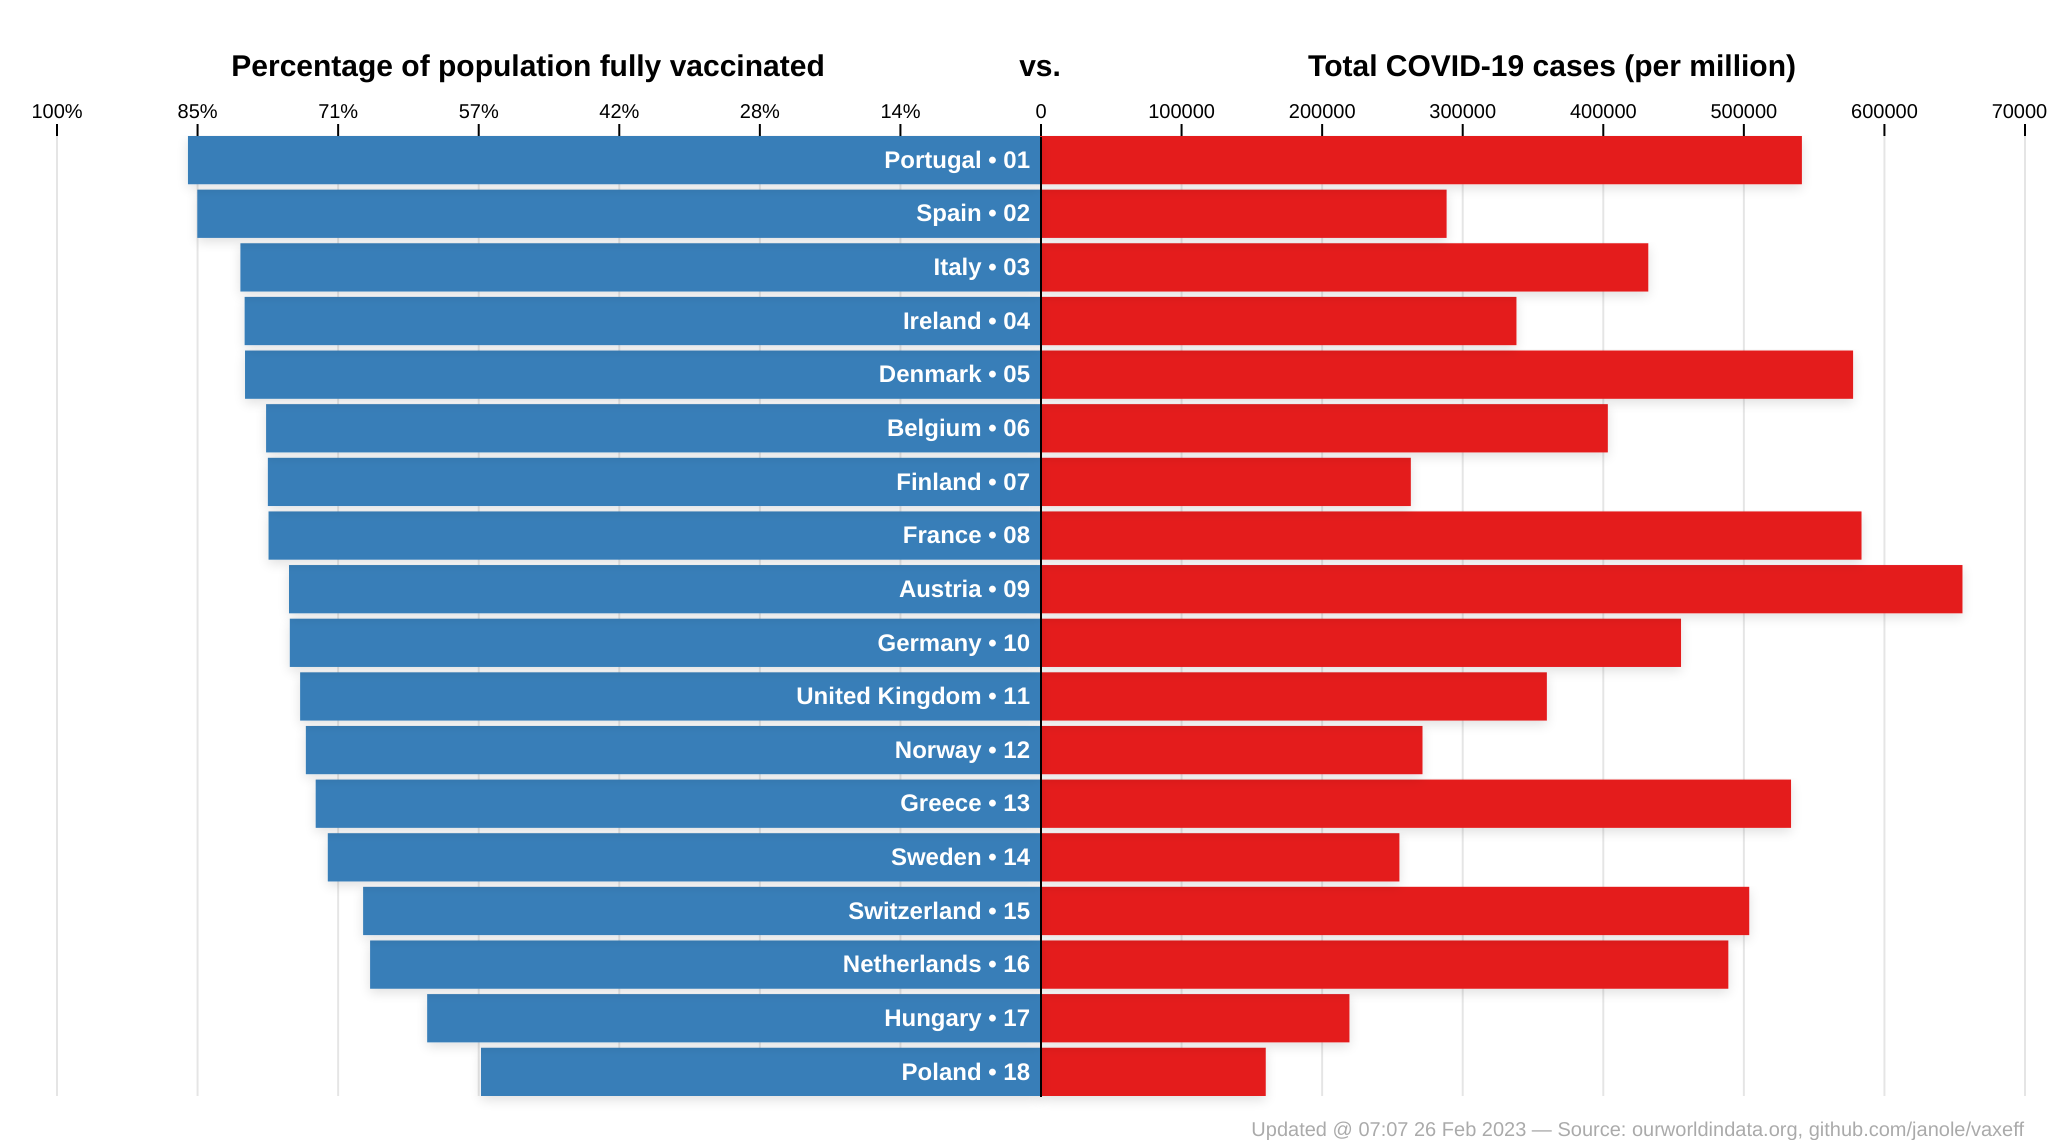 Percentage of population fully vaccinated vs. Total COVID-19 cases (per million)
100% 85% 71% 57% 42% 28% 14% 0 100000 200000 300000 400000 500000 600000 70000
Portugal • 01
Spain • 02
Italy • 03
Ireland • 04
Denmark • 05
Belgium • 06
Finland • 07
France • 08
Austria • 09
Germany • 10
United Kingdom • 11
Norway • 12
Greece • 13
Sweden • 14
Switzerland • 15
Netherlands • 16
Hungary • 17
Poland • 18
Updated @ 07:07 26 Feb 2023 — Source: ourworldindata.org, github.com/janole/vaxeff